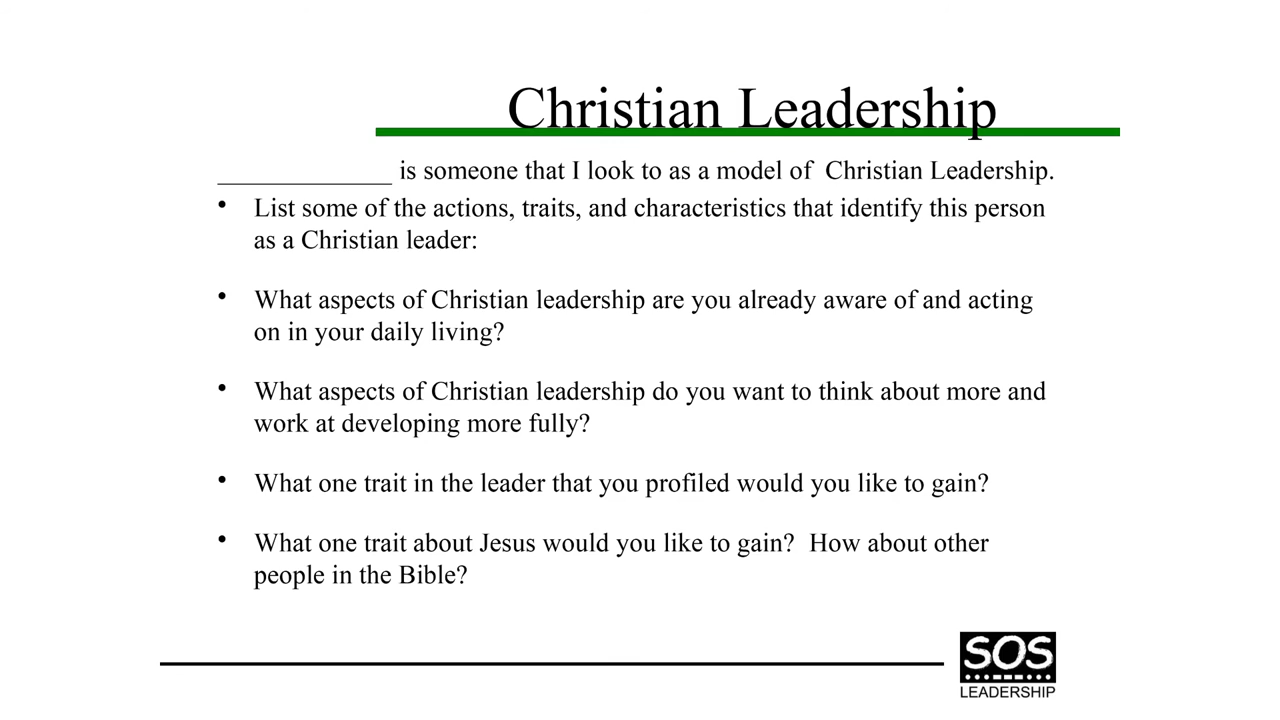 Christian Leadership
_____________ is someone that I look to as a model of  Christian Leadership.
• List some of the actions, traits, and characteristics that identify this person
as a Christian leader:
• What aspects of Christian leadership are you already aware of and acting
on in your daily living?
• What aspects of Christian leadership do you want to think about more and
work at developing more fully?
• What one trait in the leader that you profiled would you like to gain?
• What one trait about Jesus would you like to gain?  How about other
people in the Bible?
SOS
LEADERSHIP